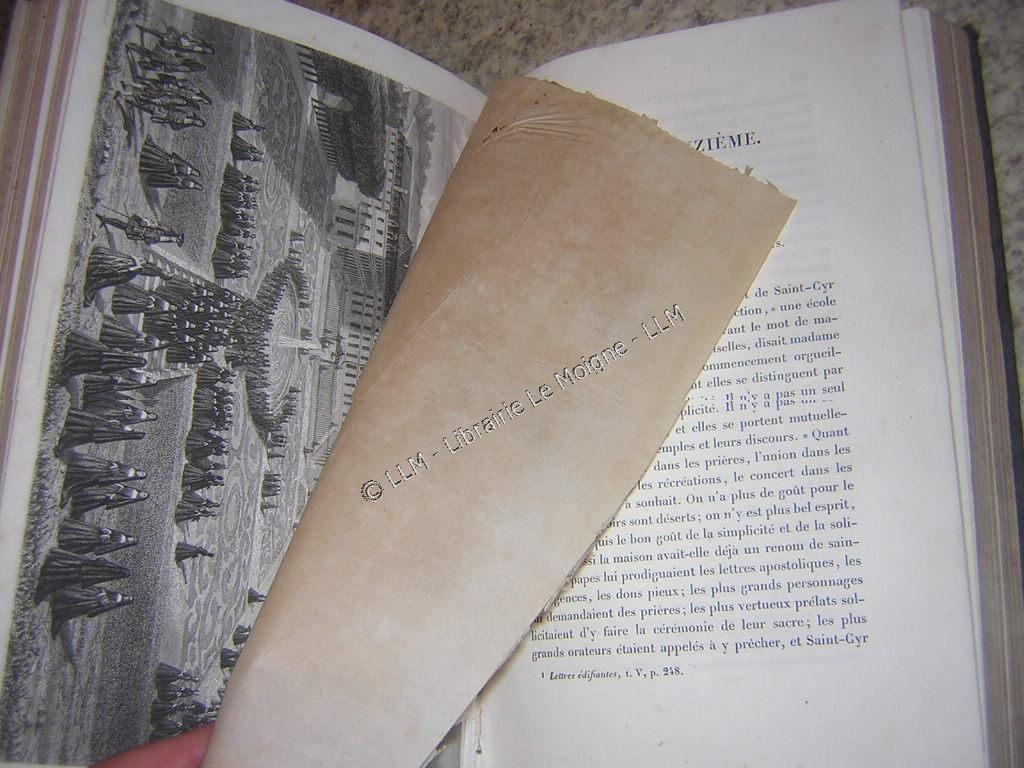 ZIÈME.
s.
de Saint-Cyr
ction, « une école
ant le mot de ma-
iselles, disait madame
ommencement orgueil-
t elles se distinguent par
plicité. Il n'y a pas un seul
et elles se portent mutuelle-
emples et leurs discours. » Quant
dans les prières, l'union dans les
les récréations, le concert dans les
à souhait. On n'a plus de goût pour le
irs sont déserts; on n'y est plus bel esprit,
uis le bon goût de la simplicité et de la soli-
ssi la maison avait-elle déjà un renom de sain-
papes lui prodiguaient les lettres apostoliques, les
gences, les dons pieux; les plus grands personnages
demandaient des prières; les plus vertueux prélats sol-
licitaient d'y faire la cérémonie de leur sacre; les plus
grands orateurs étaient appelés à y prêcher, et Saint-Cyr
¹ Lettres édifiantes, t. V, p. 248.
© LLM - Librairie Le Moigne - LLM